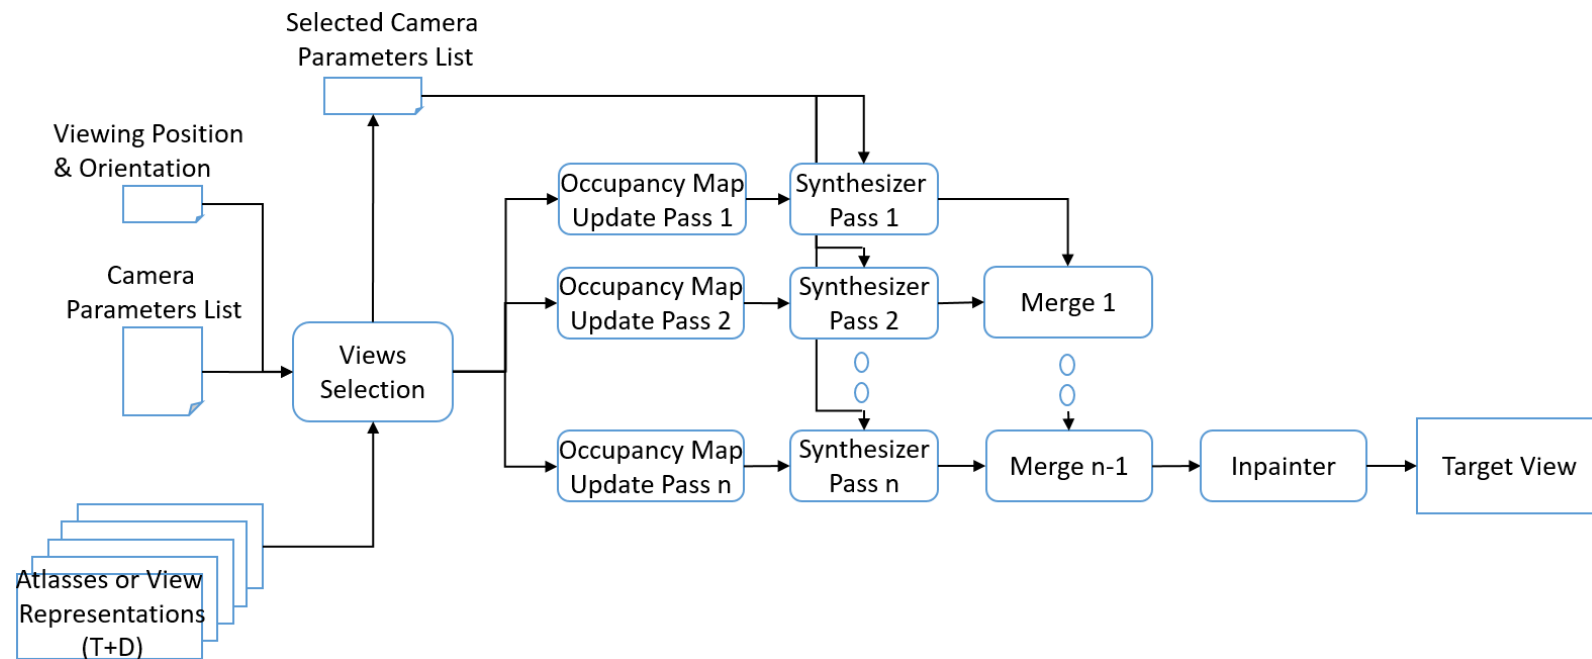 Selected Camera
Parameters List
Viewing Position
& Orientation
Camera
Parameters List
Views
Selection
Atlasses or View
Representations
(T+D)
Occupancy Map
Update Pass 1
Synthesizer
Pass 1
Occupancy Map
Update Pass 2
Synthesizer
Pass 2
Merge 1
Occupancy Map
Update Pass n
Synthesizer
Pass n
Merge n-1
Inpainter
Target View